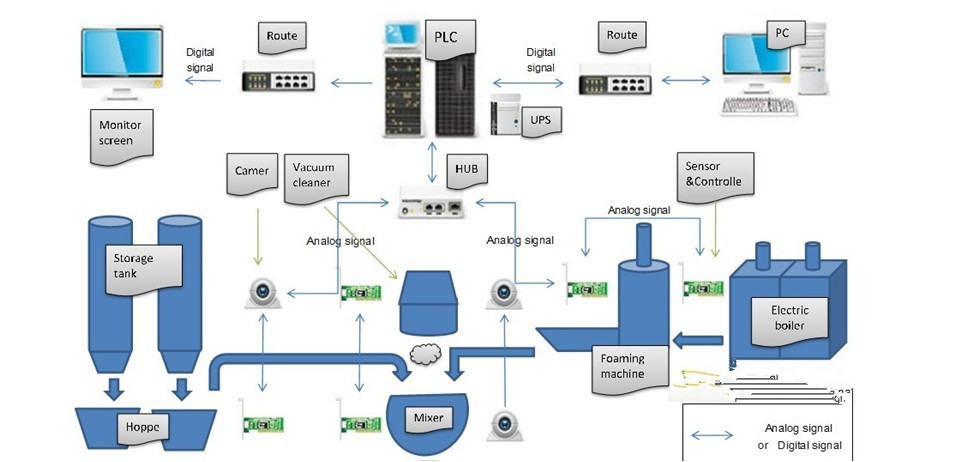 Route
PLC
Route
PC
Digital
signal
Digital
signal
UPS
Monitor
screen
Camer
Vacuum
cleaner
HUB
Sensor
&Controlle
Analog signal
Analog signal
Analog signal
Storage
tank
Electric
boiler
Foaming
machine
Hoppe
Mixer
Analog signal
or Digital signal